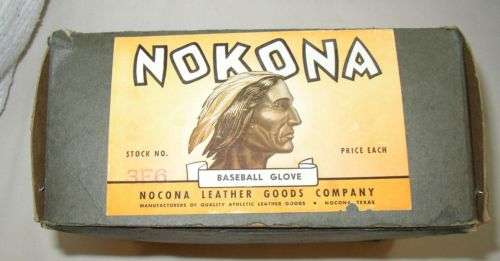 NOKONA
STOCK NO. PRICE EACH
3F6
BASEBALL GLOVE
NOCONA LEATHER GOODS COMPANY
MANUFACTURERS OF QUALITY ATHLETIC LEATHER GOODS • NOCONA, TEXAS